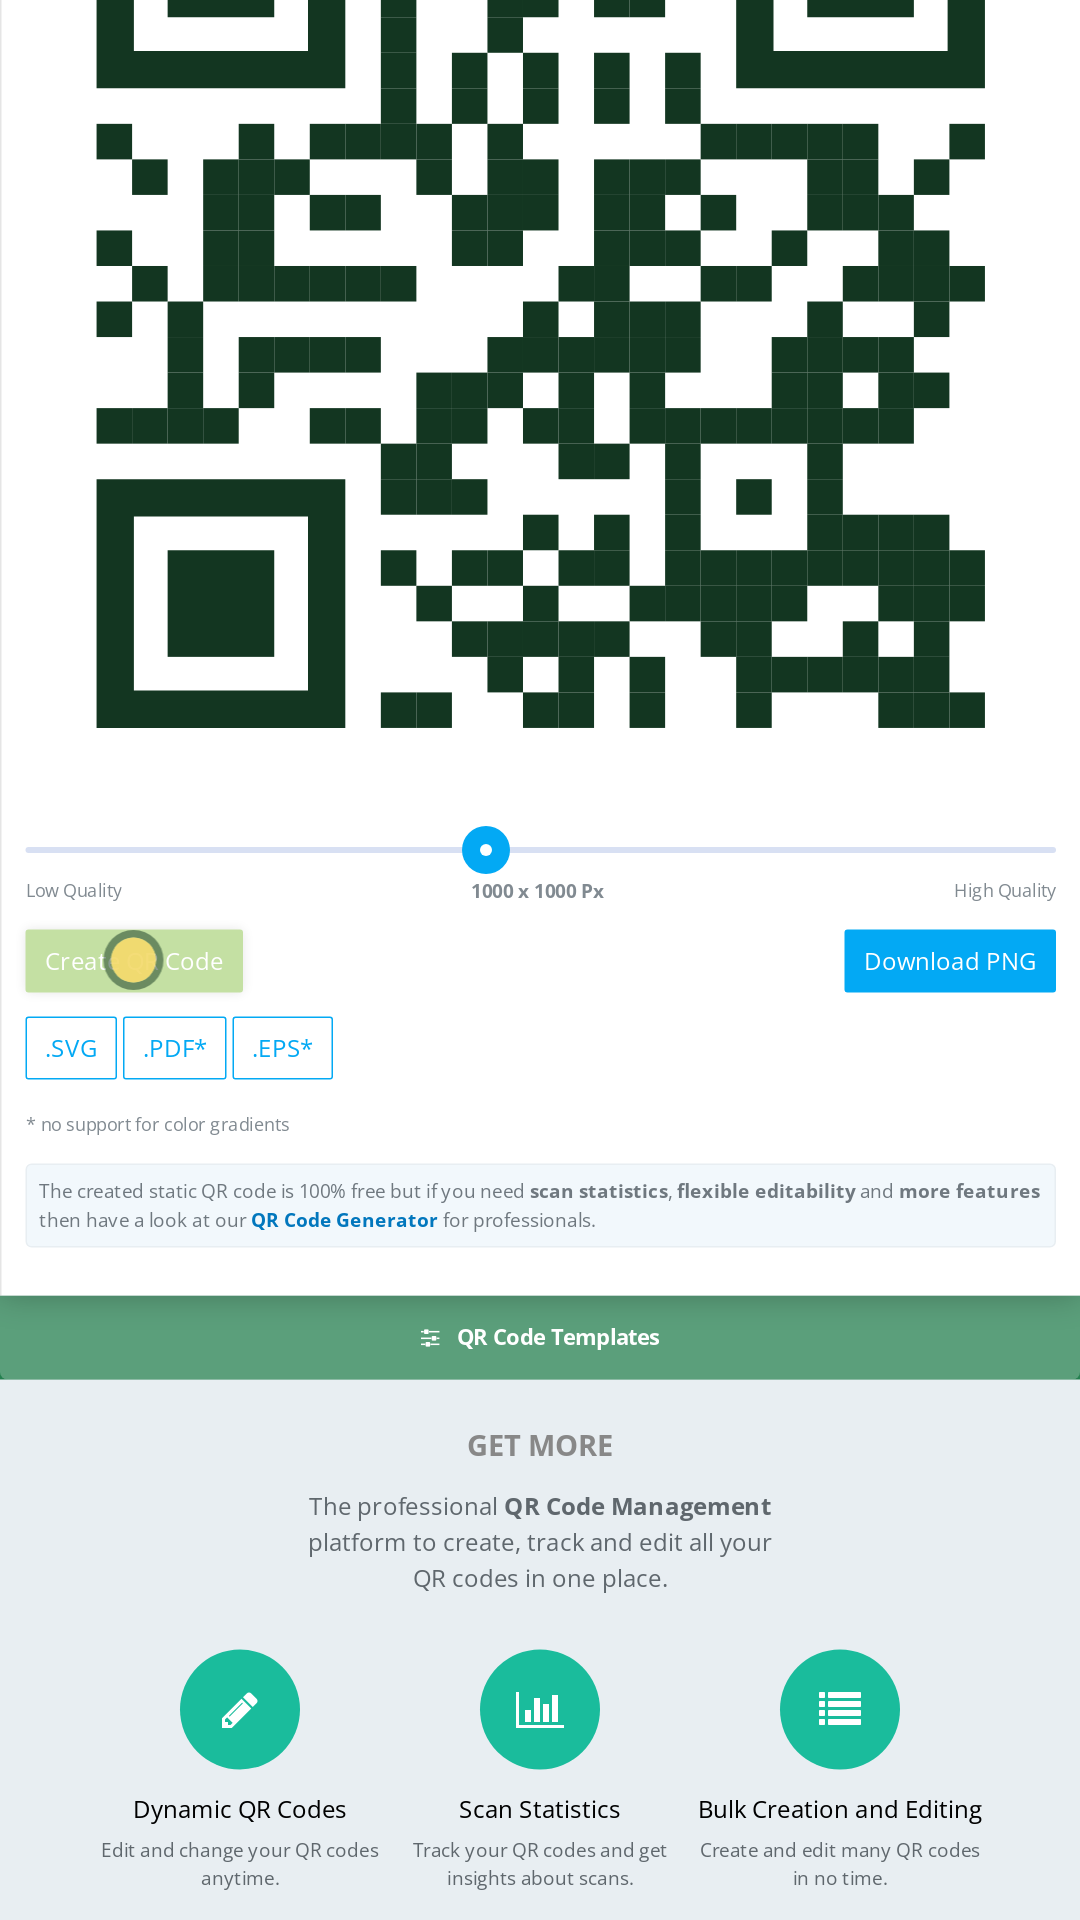 Low Quality
1000 x 1000 Px
High Quality
Create QR Code
Download PNG
.SVG
.PDF*
.EPS*
* no support for color gradients
The created static QR code is 100% free but if you need scan statistics, flexible editability and more features
then have a look at our QR Code Generator for professionals.
QR Code Templates
GET MORE
The professional QR Code Management
platform to create, track and edit all your
QR codes in one place.
Dynamic QR Codes
Edit and change your QR codes
anytime.
Scan Statistics
Track your QR codes and get
insights about scans.
Bulk Creation and Editing
Create and edit many QR codes
in no time.